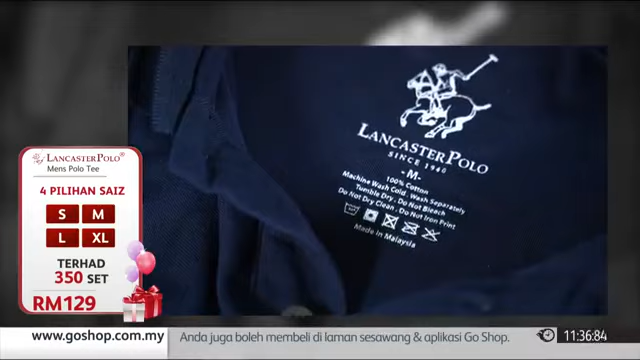 LANCASTERPOLO
SINCE 1940
- M -
100% Cotton
Machine Wash Cold . Wash Separately
Tumble Dry . Do Not Bleach
Do Not Dry Clean . Do Not Iron Print
Made in Malaysia
LANCASTERPOLO®
Mens Polo Tee
4 PILIHAN SAIZ
S M
L XL
TERHAD
350 SET
RM129
www.goshop.com.my
Anda juga boleh membeli di laman sesawang & aplikasi Go Shop.
11:36:84